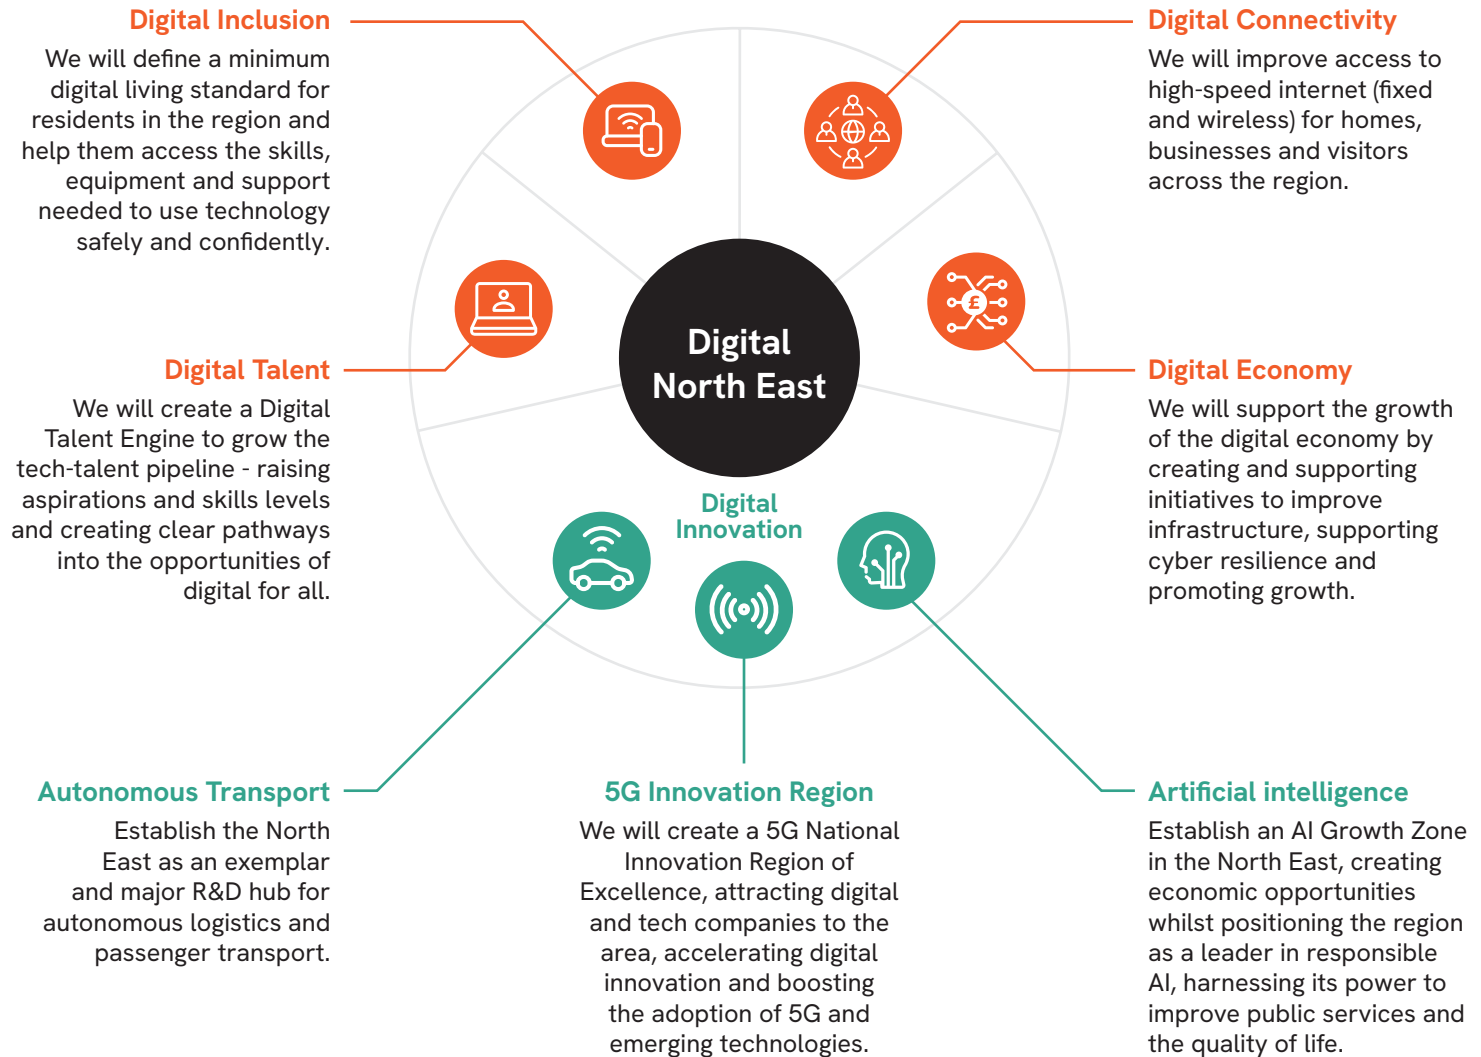 Digital Inclusion
We will define a minimum
digital living standard for
residents in the region and
help them access the skills,
equipment and support
needed to use technology
safely and confidently.
Digital Connectivity
We will improve access to
high-speed internet (fixed
and wireless) for homes,
businesses and visitors
across the region.
Digital
North East
£
Digital Talent
We will create a Digital
Talent Engine to grow the
tech-talent pipeline - raising
aspirations and skills levels
and creating clear pathways
into the opportunities of
digital for all.
Digital Economy
We will support the growth
of the digital economy by
creating and supporting
initiatives to improve
infrastructure, supporting
cyber resilience and
promoting growth.
Digital
Innovation
Autonomous Transport
Establish the North
East as an exemplar
and major R&D hub for
autonomous logistics and
passenger transport.
5G Innovation Region
We will create a 5G National
Innovation Region of
Excellence, attracting digital
and tech companies to the
area, accelerating digital
innovation and boosting
the adoption of 5G and
emerging technologies.
Artificial intelligence
Establish an AI Growth Zone
in the North East, creating
economic opportunities
whilst positioning the region
as a leader in responsible
AI, harnessing its power to
improve public services and
the quality of life.